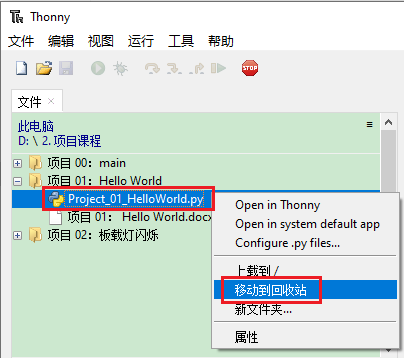 Thonny
文件 编辑 视图 运行 工具 帮助
STOP
文件 ×
此电脑
D: \ 2. 项目课程
项目 00：main
项目 01：Hello World
Project_01_HelloWorld.py
项目 01： Hello World.docx
项目 02：板载灯闪烁
Open in Thonny
Open in system default app
Configure .py files...
上载到 /
移动到回收站
新文件夹...
属性